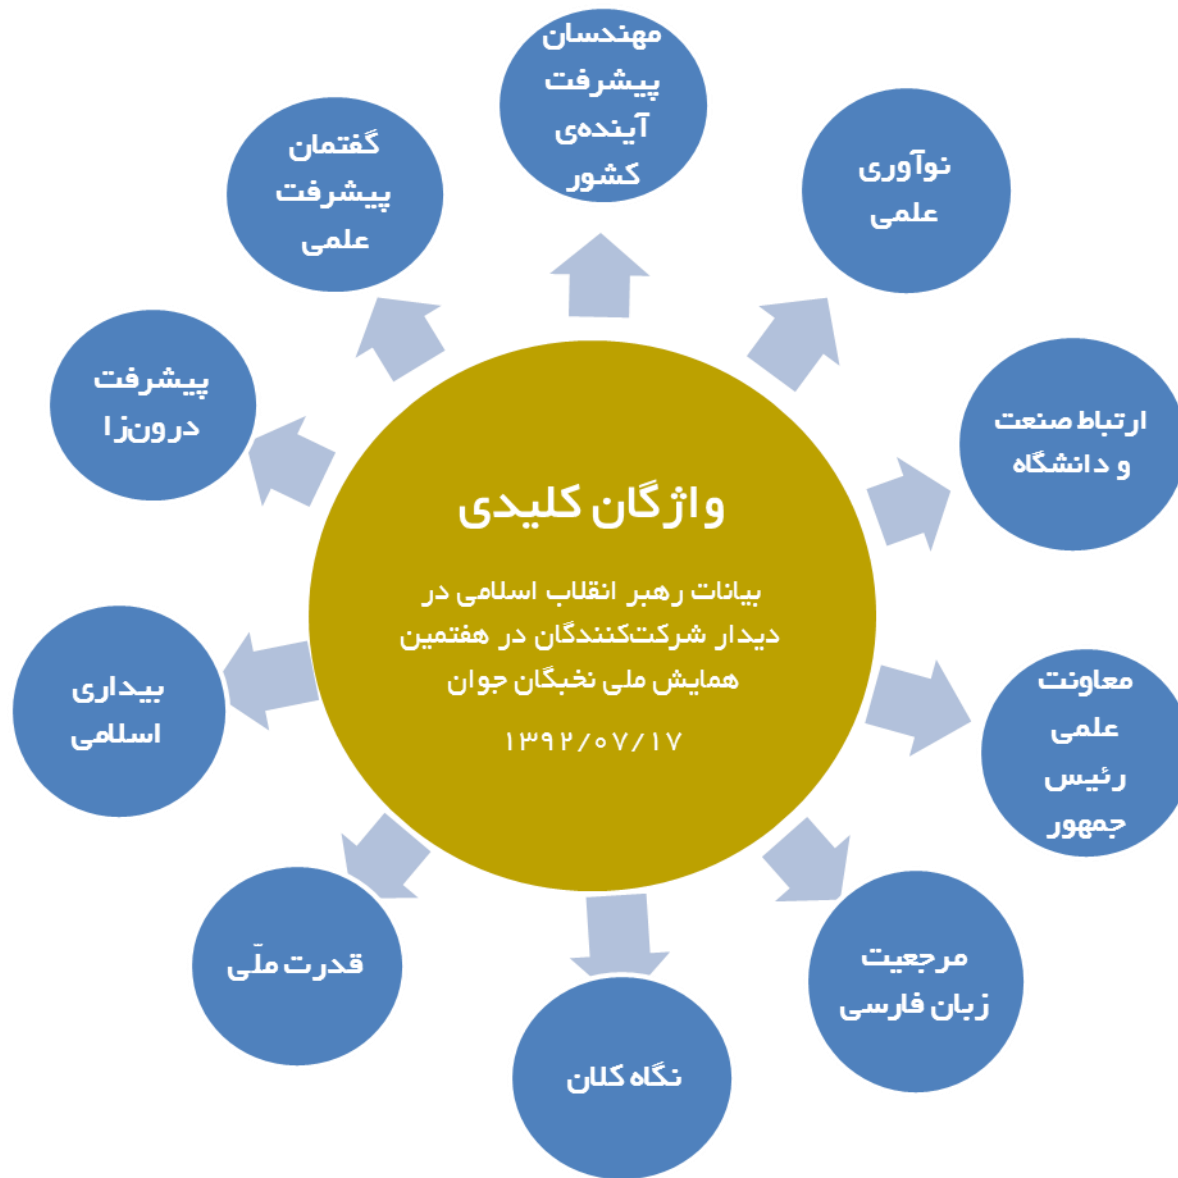 مهندسان
پیشرفت
آینده‌ی
کشور
نوآوری
علمی
ارتباط صنعت
و دانشگاه
معاونت
علمی
رئیس
جمهور
مرجعیت
زبان فارسی
نگاه کلان
قدرت ملّی
بیداری
اسلامی
پیشرفت
درون‌زا
گفتمان
پیشرفت
علمی
واژگان کلیدی
بیانات رهبر انقلاب اسلامی در
دیدار شرکت‌کنندگان در هفتمین
همایش ملی نخبگان جوان
۱۳۹۲/۰۷/۱۷